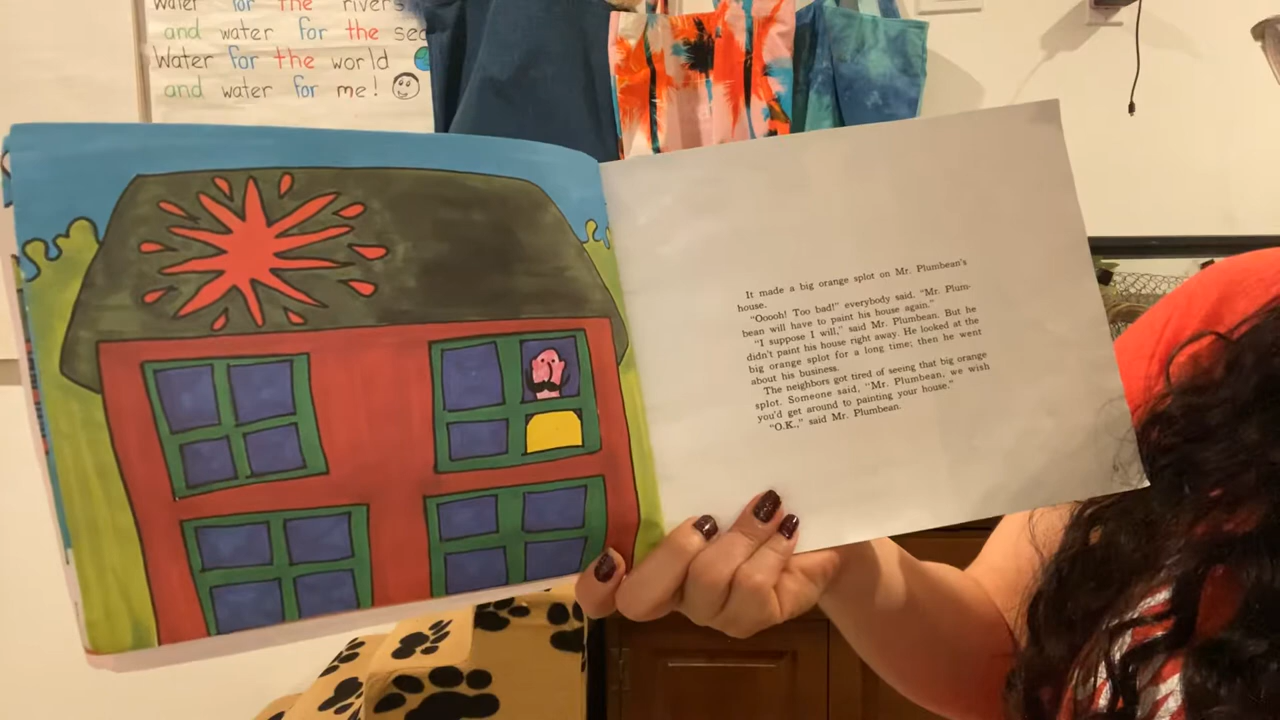 Water for the rivers
and water for the sea
Water for the world
and water for me!
It made a big orange splot on Mr. Plumbean's
house.
"Ooooh! Too bad!" everybody said. "Mr. Plum-
bean will have to paint his house again."
"I suppose I will," said Mr. Plumbean. But he
didn't paint his house right away. He looked at the
big orange splot for a long time; then he went
about his business.
The neighbors got tired of seeing that big orange
splot. Someone said, "Mr. Plumbean, we wish
you'd get around to painting your house."
"O.K.," said Mr. Plumbean.